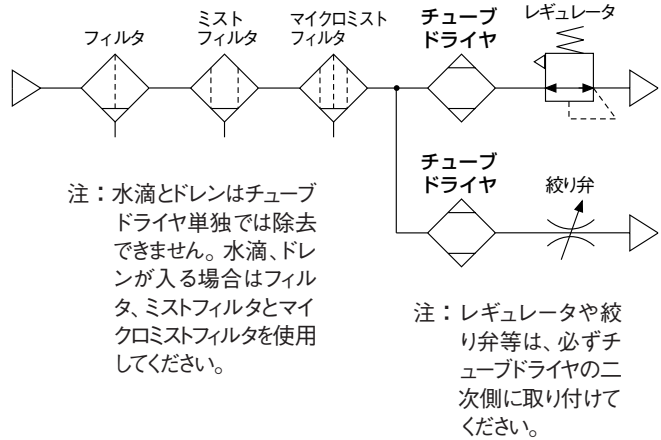 フィルタ
ミスト
フィルタ
マイクロミスト
フィルタ
チューブ
ドライヤ
レギュレータ
チューブ
ドライヤ
絞り弁
注：水滴とドレンはチューブ
ドライヤ単独では除去
できません。水滴、ドレ
ンが入る場合はフィル
タ、ミストフィルタとマイ
クロミストフィルタを使用
してください。
注：レギュレータや絞
り弁等は、必ずチ
ューブドライヤの二
次側に取り付けて
ください。